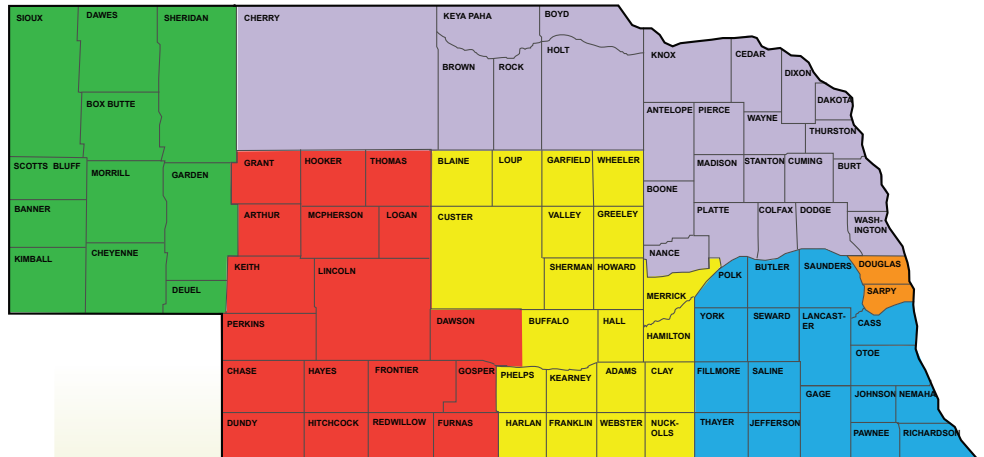 SIOUX
DAWES
SHERIDAN
CHERRY
KEYA PAHA
BOYD
HOLT
KNOX
CEDAR
DIXON
DAKOTA
BROWN
ROCK
BOX BUTTE
ANTELOPE
PIERCE
WAYNE
THURSTON
SCOTTS BLUFF
MORRILL
GARDEN
GRANT
HOOKER
THOMAS
BLAINE
LOUP
GARFIELD
WHEELER
MADISON
STANTON
CUMING
BURT
BOONE
BANNER
ARTHUR
MCPHERSON
LOGAN
CUSTER
VALLEY
GREELEY
PLATTE
COLFAX
DODGE
WASH-
INGTON
KIMBALL
CHEYENNE
NANCE
KEITH
LINCOLN
SHERMAN
HOWARD
POLK
BUTLER
SAUNDERS
DOUGLAS
DEUEL
MERRICK
SARPY
PERKINS
DAWSON
BUFFALO
HALL
HAMILTON
YORK
SEWARD
LANCAST-
ER
CASS
OTOE
CHASE
HAYES
FRONTIER
GOSPER
PHELPS
KEARNEY
ADAMS
CLAY
FILLMORE
SALINE
GAGE
JOHNSON
NEMAHA
DUNDY
HITCHCOCK
REDWILLOW
FURNAS
HARLAN
FRANKLIN
WEBSTER
NUCK-
OLLS
THAYER
JEFFERSON
PAWNEE
RICHARDSON